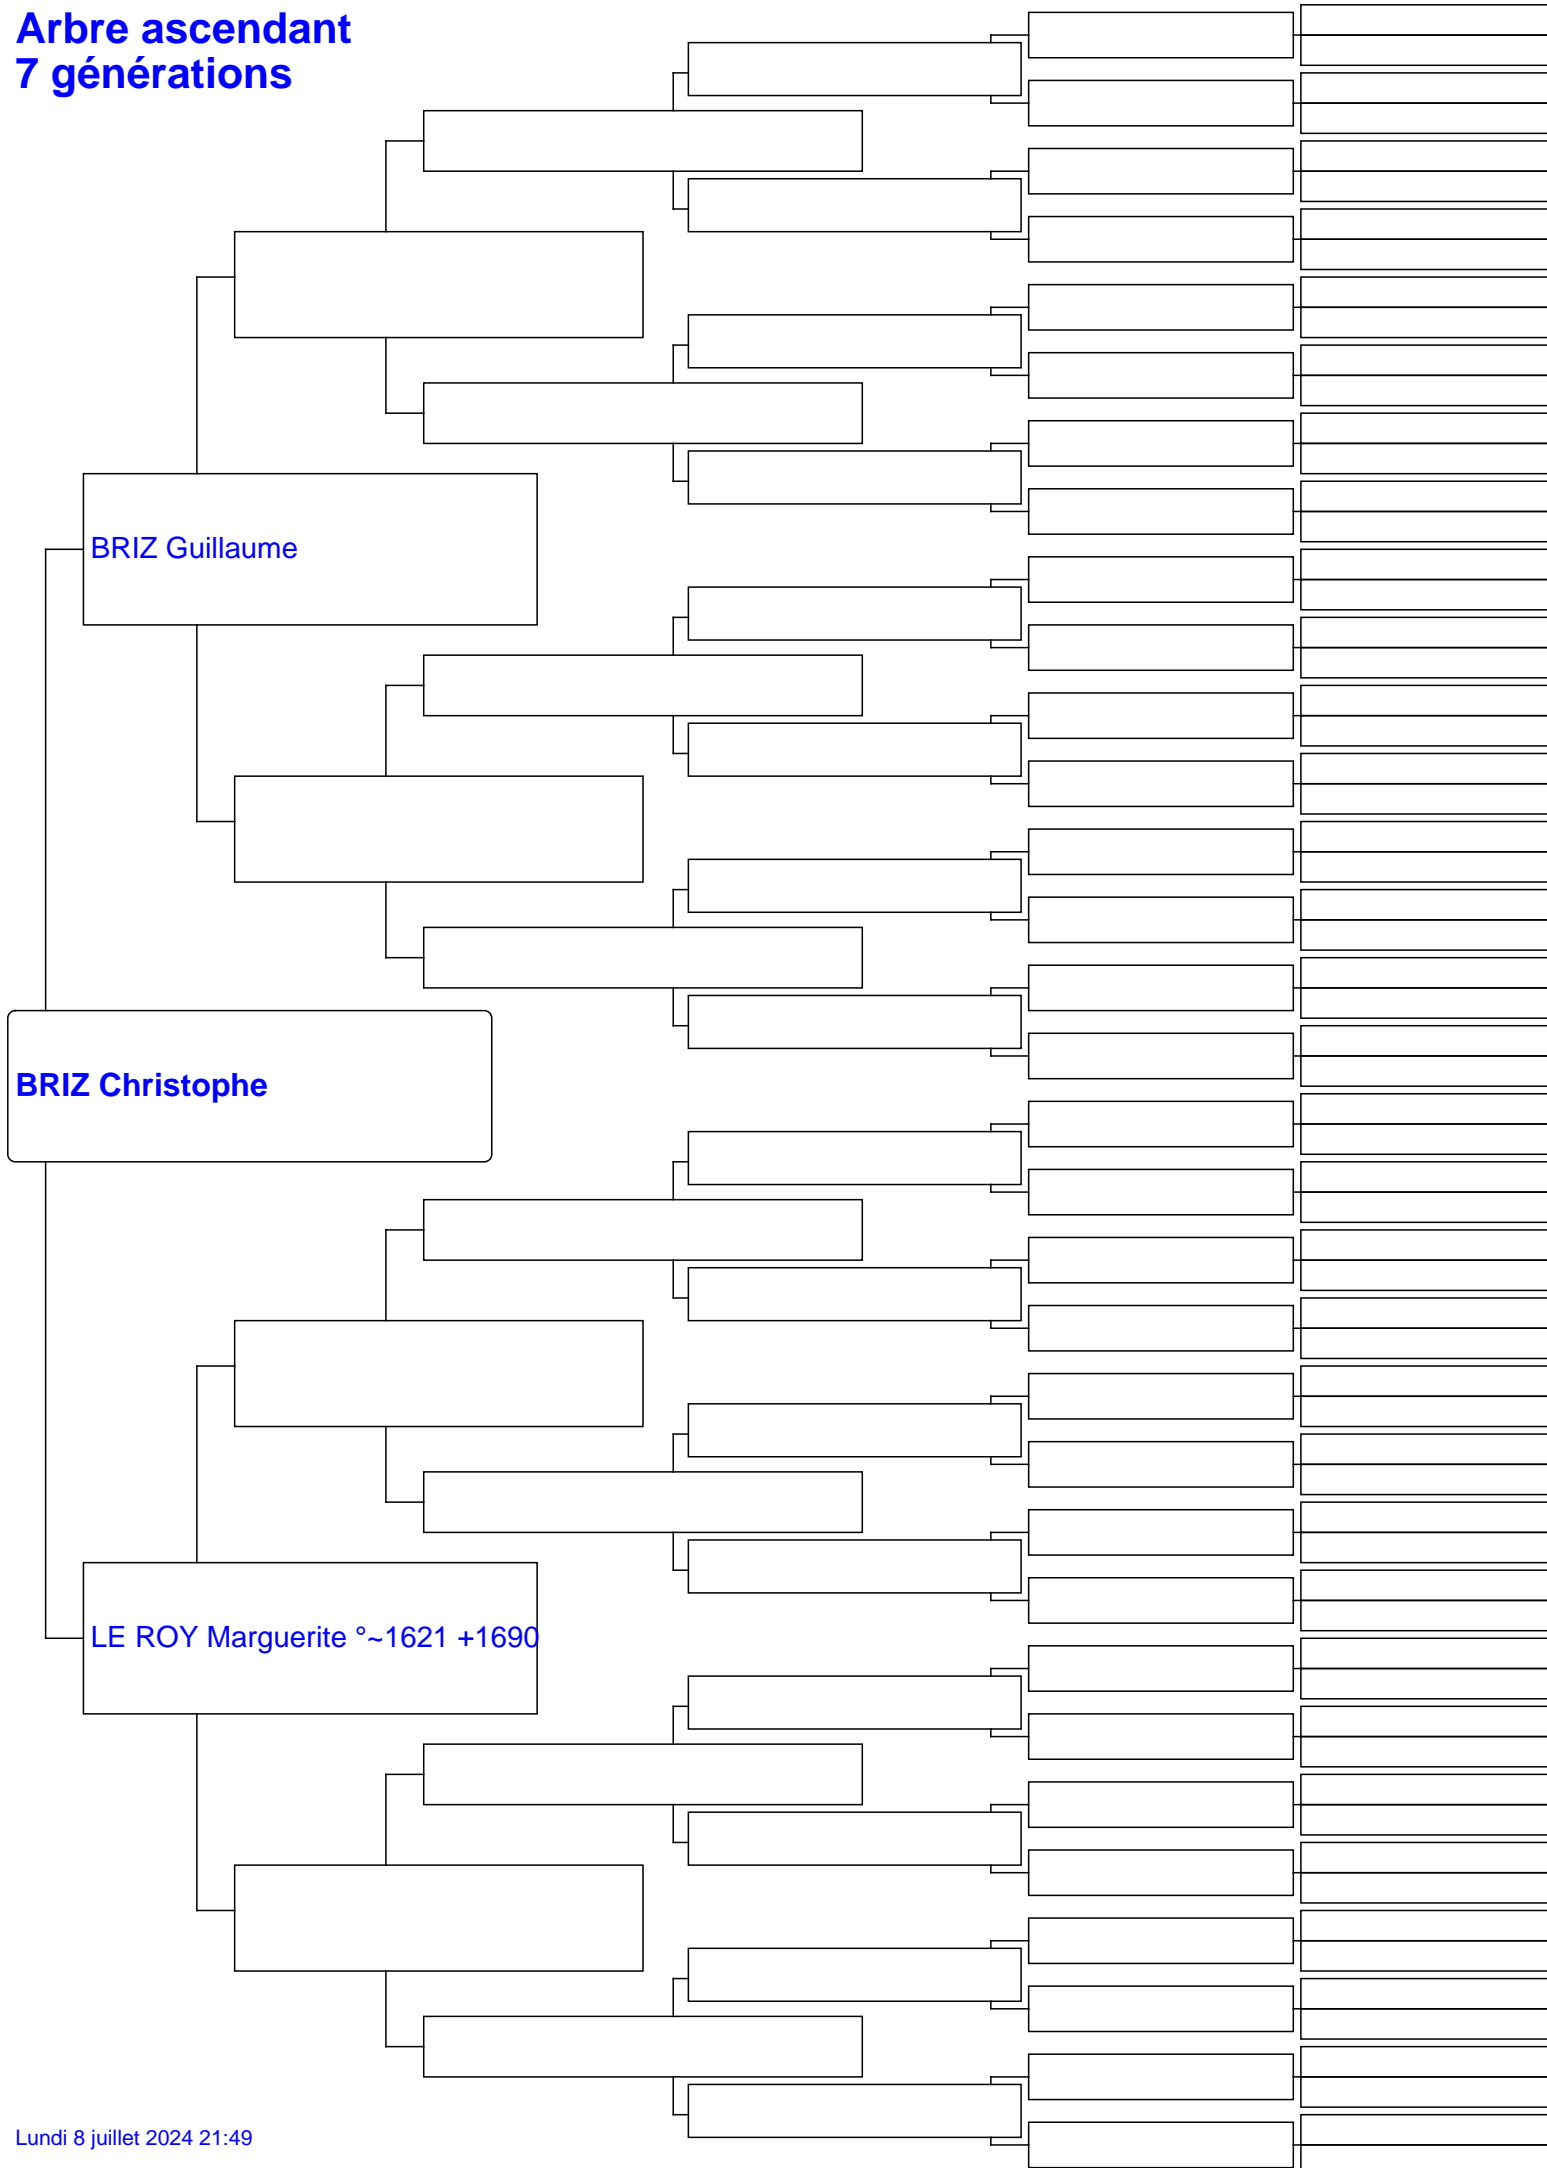 Arbre ascendant
7 générations
BRIZ Guillaume
BRIZ Christophe
LE ROY Marguerite °~1621 +1690
Lundi 8 juillet 2024 21:49